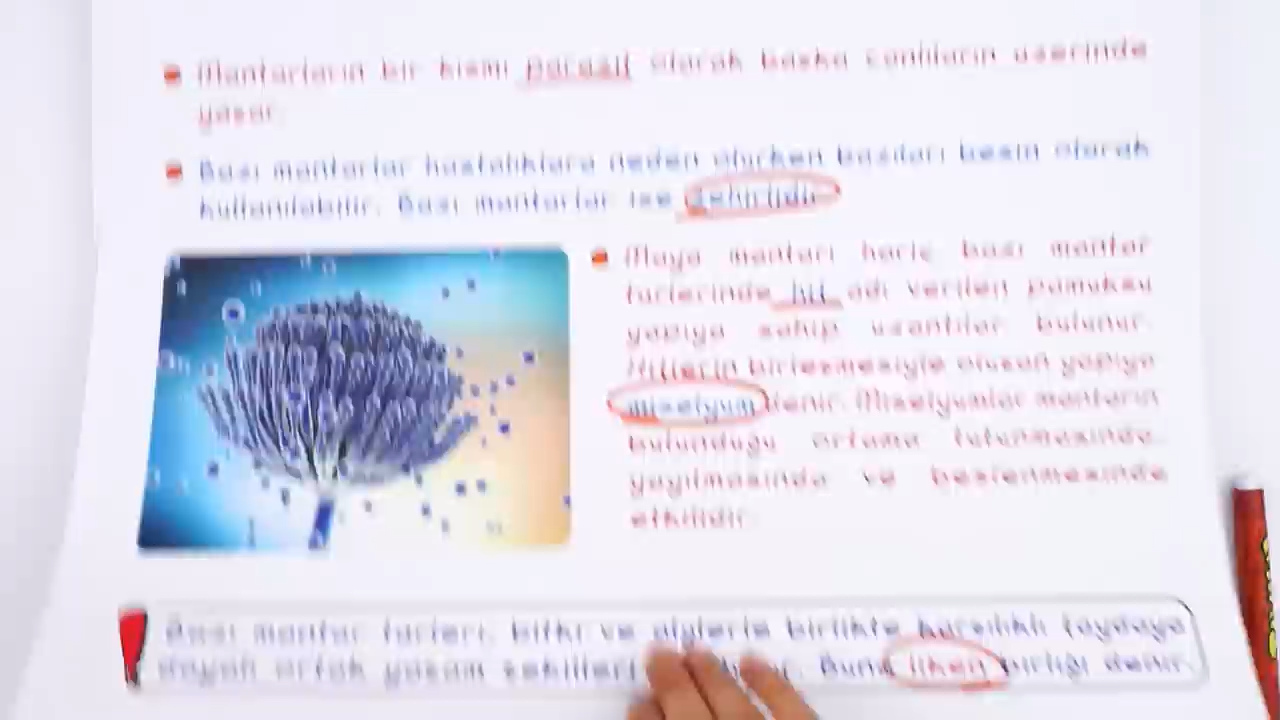 Mantarların bir kısmı parazit olarak başka canlıların üzerinde
yaşar.
Bazı mantarlar hastalıklara neden olurken bazıları besin olarak
kullanılabilir. Bazı mantarlar ise zehirlidir.
Maya mantarı hariç bazı mantar
türlerinde hif adı verilen pamuksu
yapıya sahip uzantılar bulunur.
Hiflerin birleşmesiyle oluşan yapıya
miselyum denir. Miselyumlar mantarın
bulunduğu ortama tutunmasında,
yayılmasında ve beslenmesinde
etkilidir.
Bazı mantar türleri, bitki ve alglerle birlikte karşılıklı faydaya
dayalı ortak yaşam şekilleri Buna liken birliği denir.